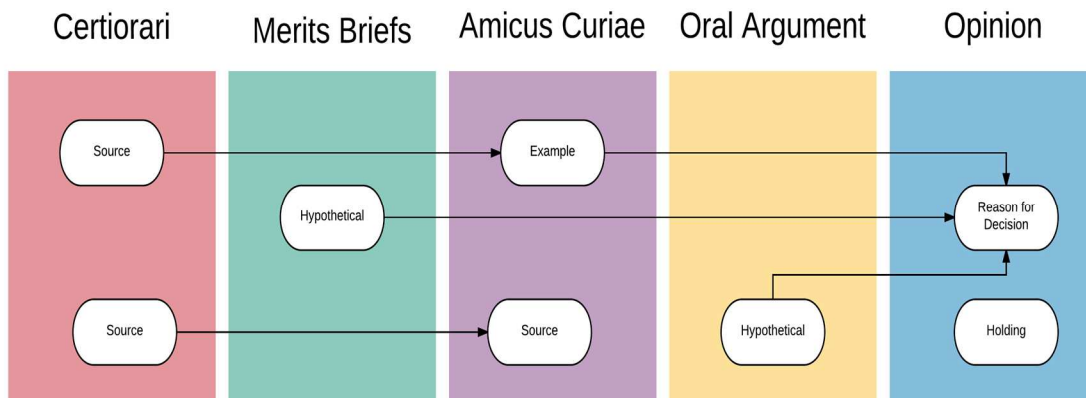 Certiorari
Merits Briefs
Amicus Curiae
Oral Argument
Opinion
Source
Example
Hypothetical
Reason for
Decision
Source
Source
Hypothetical
Holding